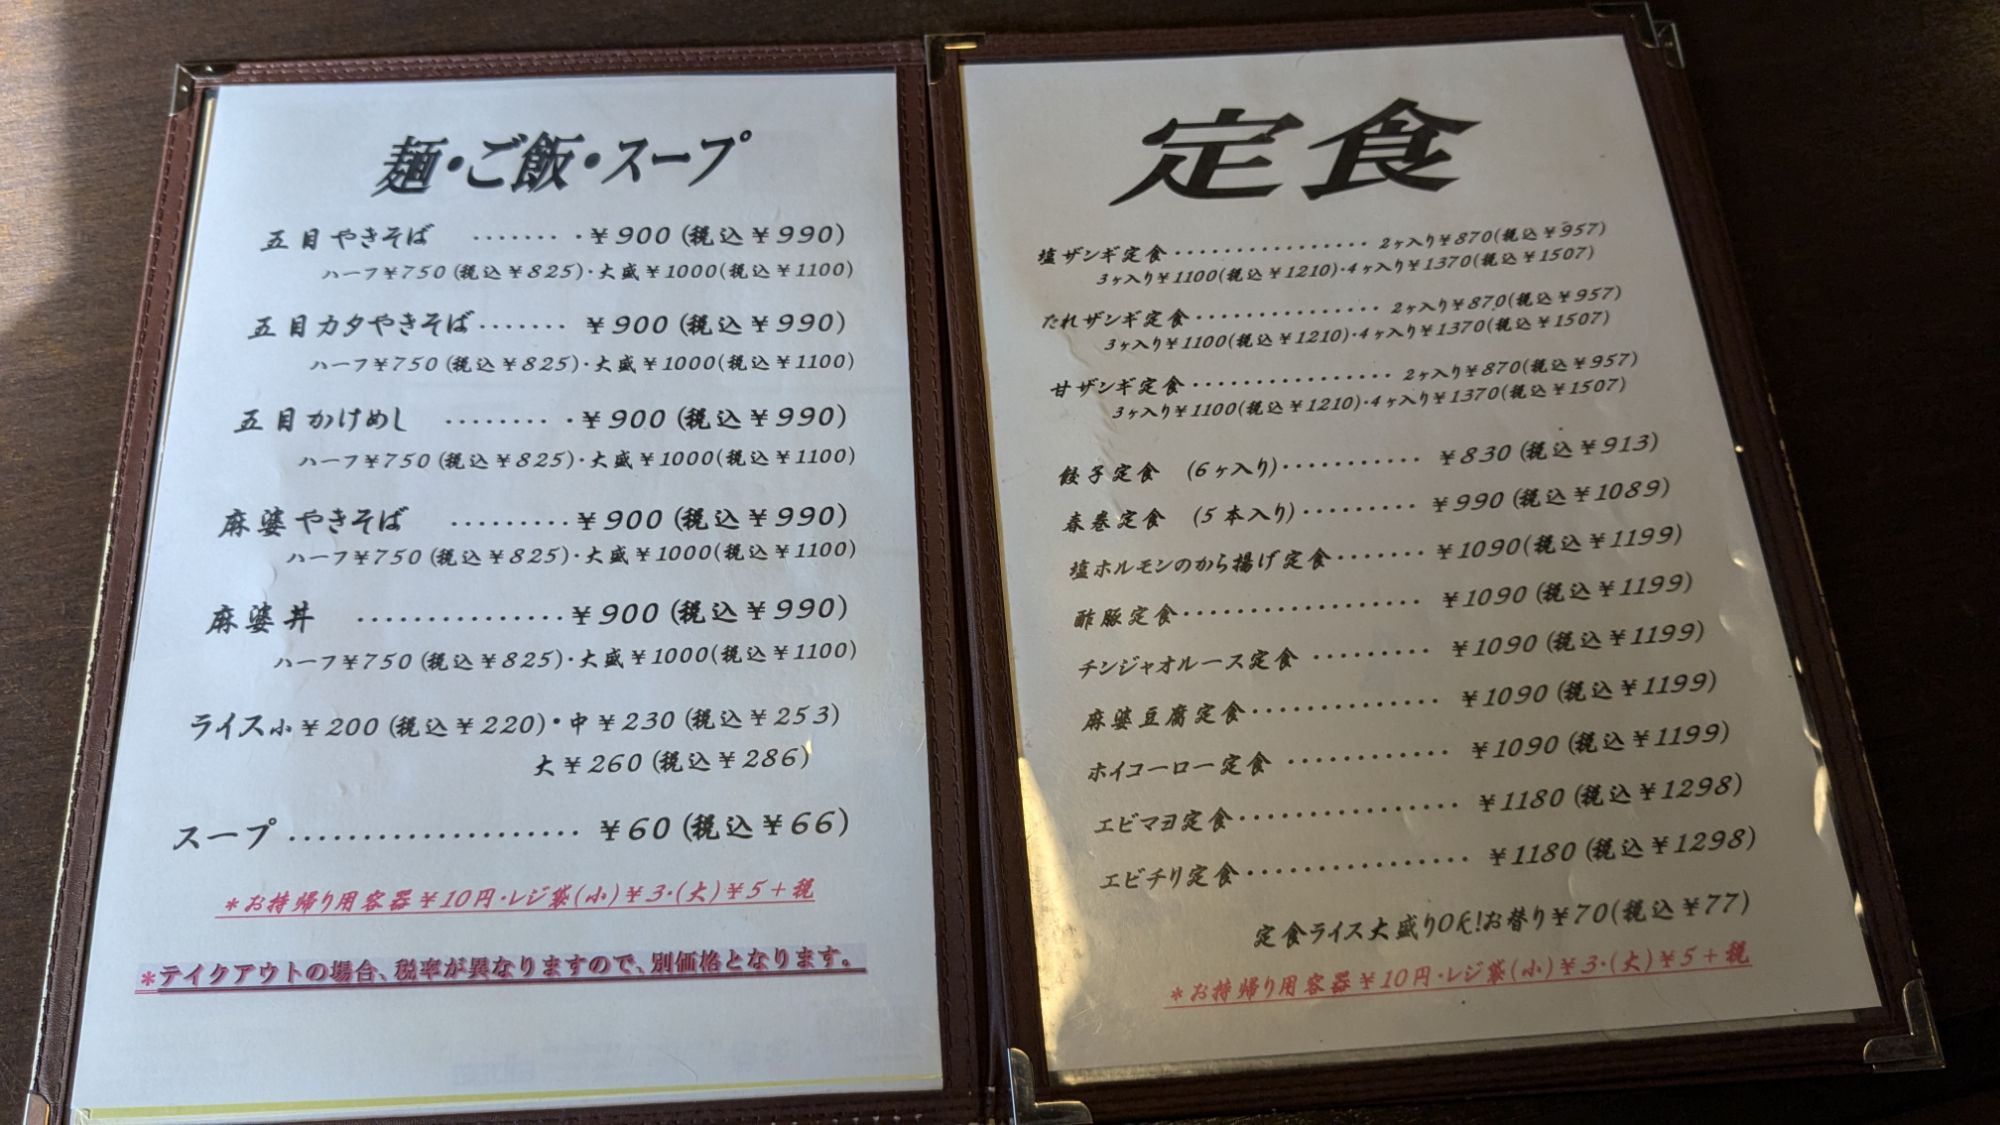 麺・ご飯・スープ
五目やきそば ・・・・・・・ ・¥900(税込¥990)
ハーフ¥750(税込¥825)・大盛¥1000(税込¥1100)
五目カタやきそば・・・・・・・ ¥900(税込¥990)
ハーフ¥750(税込¥825)・大盛¥1000(税込¥1100)
五目かけめし ・・・・・・・・ ・¥900(税込¥990)
ハーフ¥750(税込¥825)・大盛¥1000(税込¥1100)
麻婆やきそば ・・・・・・・・・¥900(税込¥990)
ハーフ¥750(税込¥825)・大盛¥1000(税込¥1100)
麻婆丼 ・・・・・・・・・・・・・・・¥900(税込¥990)
ハーフ¥750(税込¥825)・大盛¥1000(税込¥1100)
ライス小¥200(税込¥220)・中¥230(税込¥253)
大¥260(税込¥286)
スープ・・・・・・・・・・・・・・・・・・・・ ¥60(税込¥66)
*お持帰り用容器¥10円・レジ袋(小)¥3・(大)¥5+税
*テイクアウトの場合、税率が異なりますので、別価格となります。
定食
塩ザンギ定食・・・・・・・・・・・・・・・・ 2ヶ入り¥870(税込¥957)
3ヶ入り¥1100(税込¥1210)・4ヶ入り¥1370(税込¥1507)
たれザンギ定食・・・・・・・・・・・・・・・ 2ヶ入り¥870(税込¥957)
3ヶ入り¥1100(税込¥1210)・4ヶ入り¥1370(税込¥1507)
甘ザンギ定食・・・・・・・・・・・・・・・・ 2ヶ入り¥870(税込¥957)
3ヶ入り¥1100(税込¥1210)・4ヶ入り¥1370(税込¥1507)
餃子定食 (6ヶ入り)・・・・・・・・・・・ ¥830(税込¥913)
春巻定食 (5本入り)・・・・・・・・・ ¥990(税込¥1089)
塩ホルモンのから揚げ定食・・・・・・・ ¥1090(税込¥1199)
酢豚定食・・・・・・・・・・・・・・・・・・ ¥1090(税込¥1199)
チンジャオルース定食 ・・・・・・・・・ ¥1090(税込¥1199)
麻婆豆腐定食・・・・・・・・・・・・・・ ¥1090(税込¥1199)
ホイコーロー定食 ・・・・・・・・・・・・ ¥1090(税込¥1199)
エビマヨ定食・・・・・・・・・・・・・・・・ ¥1180(税込¥1298)
エビチリ定食・・・・・・・・・・・・・・・・ ¥1180(税込¥1298)
定食ライス大盛りOK!お替り¥70(税込¥77)
*お持帰り用容器¥10円・レジ袋(小)¥3・(大)¥5+税